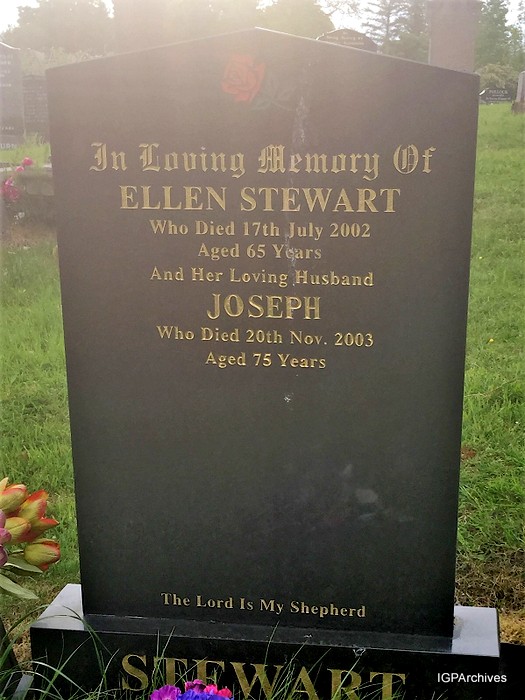 In Loving Memory Of
ELLEN STEWART
Who Died 17th July 2002
Aged 65 Years
And Her Loving Husband
JOSEPH
Who Died 20th Nov. 2003
Aged 75 Years
The Lord Is My Shepherd
STEWART
IGPArchives